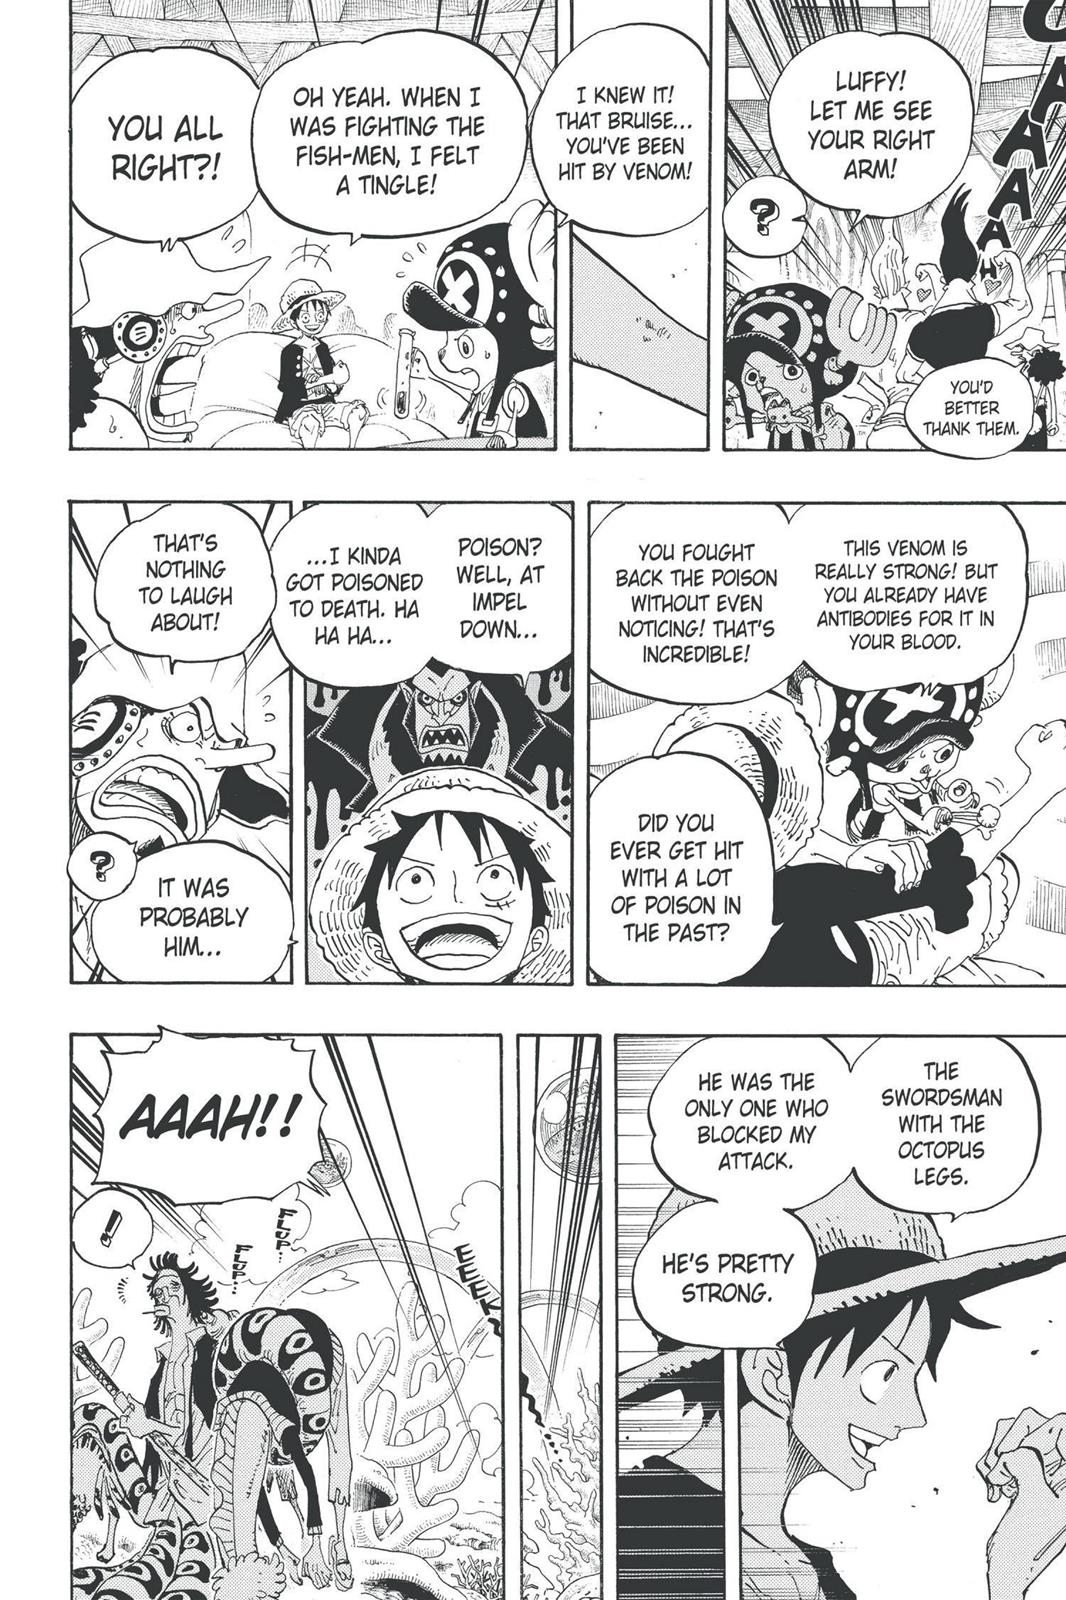 UAAAAH
LUFFY!
LET ME SEE
YOUR RIGHT
ARM!
?
YOU'D
BETTER
THANK THEM.
I KNEW IT!
THAT BRUISE...
YOU'VE BEEN
HIT BY VENOM!
OH YEAH. WHEN I
WAS FIGHTING THE
FISH-MEN, I FELT
A TINGLE!
YOU ALL
RIGHT?!
THIS VENOM IS
REALLY STRONG! BUT
YOU ALREADY HAVE
ANTIBODIES FOR IT IN
YOUR BLOOD.
YOU FOUGHT
BACK THE POISON
WITHOUT EVEN
NOTICING! THAT'S
INCREDIBLE!
DID YOU
EVER GET HIT
WITH A LOT
OF POISON IN
THE PAST?
POISON?
WELL, AT
IMPEL
DOWN...
...I KINDA
GOT POISONED
TO DEATH. HA
HA HA...
THAT'S
NOTHING
TO LAUGH
ABOUT!
?
IT WAS
PROBABLY
HIM...
THE
SWORDSMAN
WITH THE
OCTOPUS
LEGS.
HE WAS THE
ONLY ONE WHO
BLOCKED MY
ATTACK.
HE'S PRETTY
STRONG.
EEEEK
AAAH!!
!
FLUP...
FLUP...